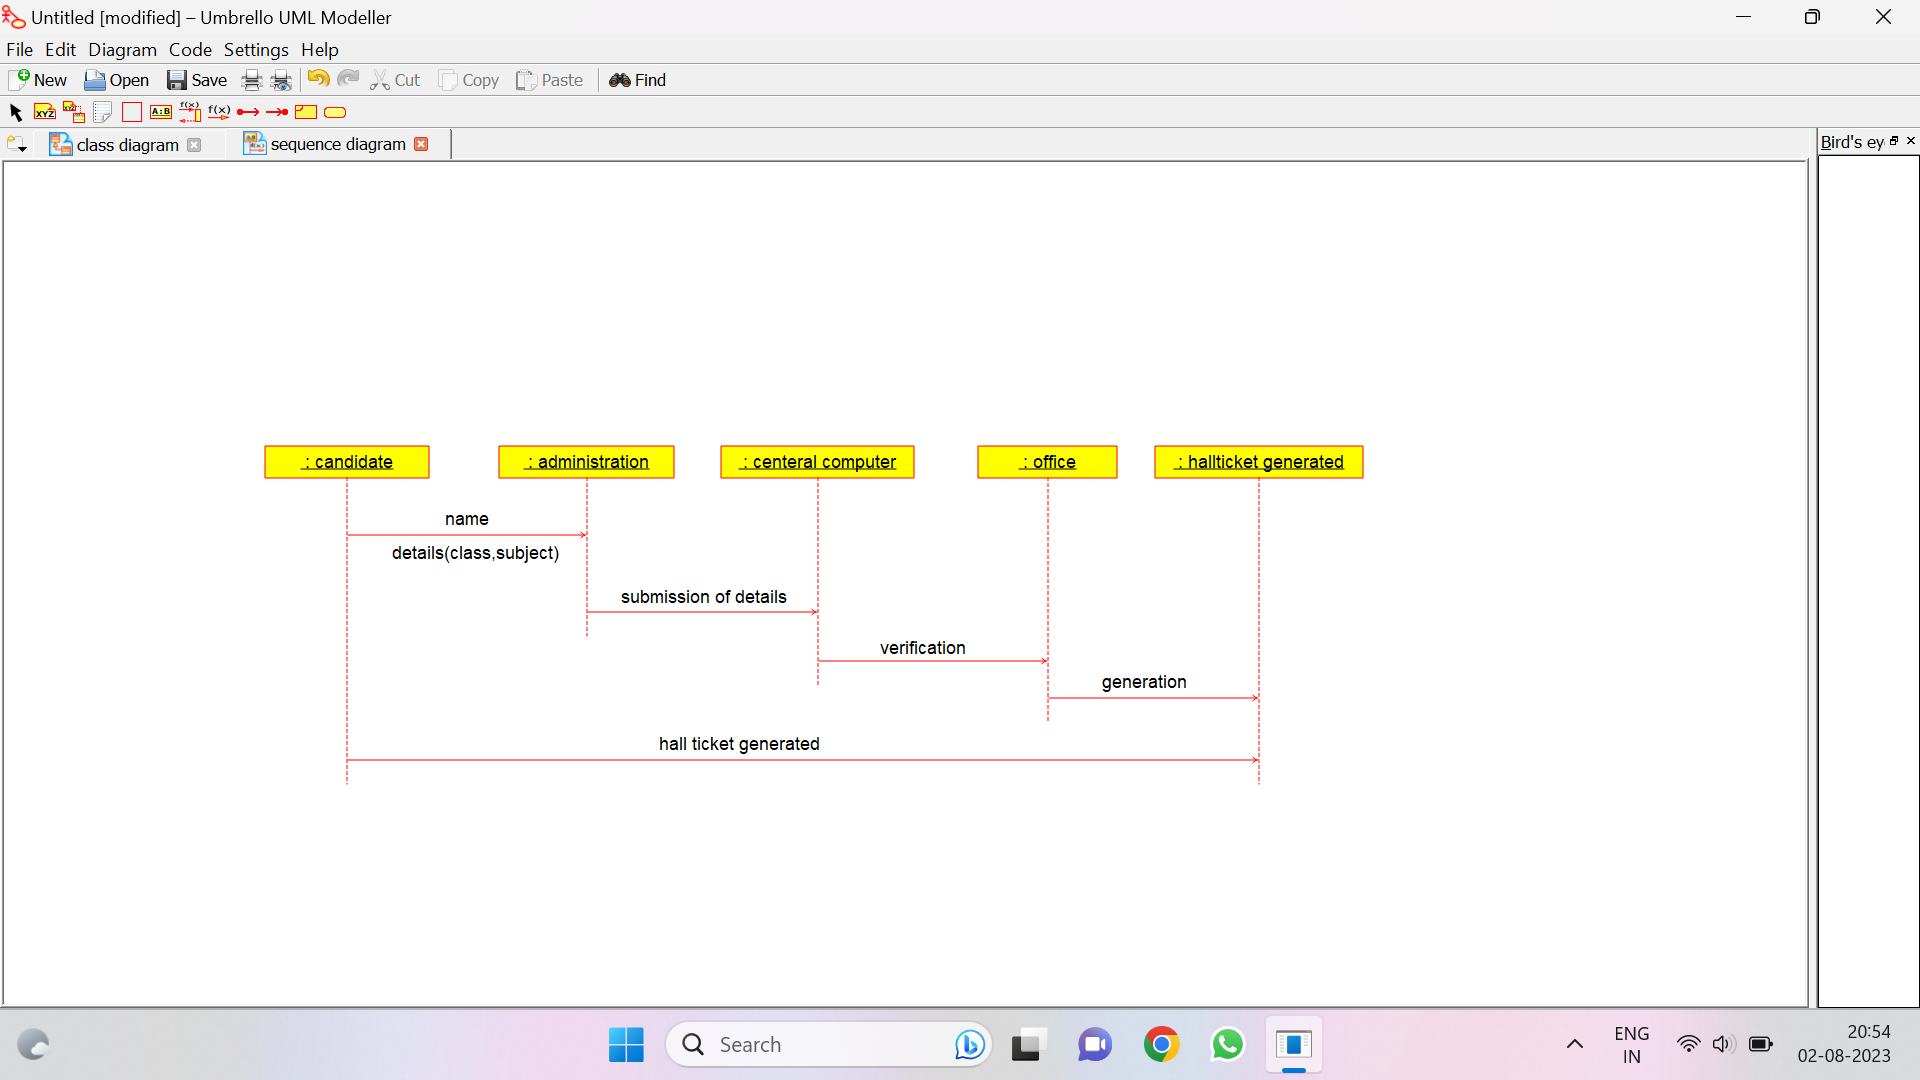 Untitled [modified] – Umbrello UML Modeller
File Edit Diagram Code Settings Help
New Open Save Cut Copy Paste Find
XYZ XYZ A:B f(x) f(x)
class diagram sequence diagram
Bird's ey
: candidate : administration : centeral computer : office : hallticket generated
name
details(class,subject)
submission of details
verification
generation
hall ticket generated
Search
ENG
IN
20:54
02-08-2023